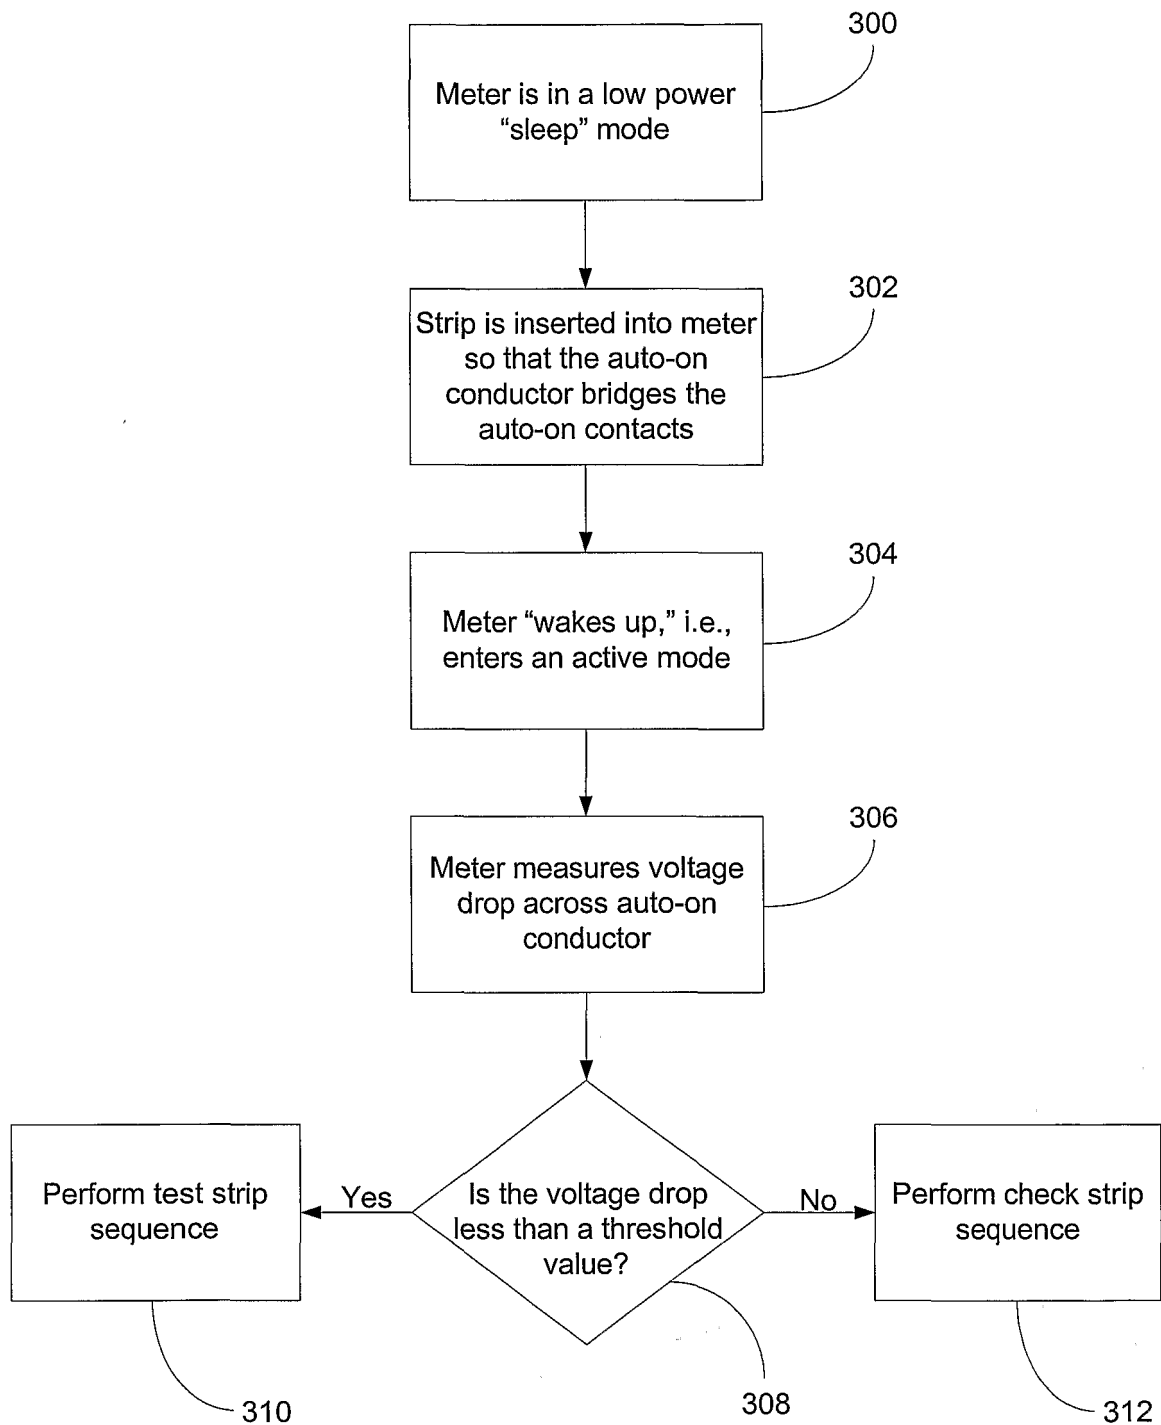 300
Meter is in a low power
“sleep” mode
302
Strip is inserted into meter
so that the auto-on
conductor bridges the
auto-on contacts
304
Meter “wakes up,” i.e.,
enters an active mode
306
Meter measures voltage
drop across auto-on
conductor
Perform test strip
sequence
Yes
Is the voltage drop
less than a threshold
value?
No
Perform check strip
sequence
310
308
312